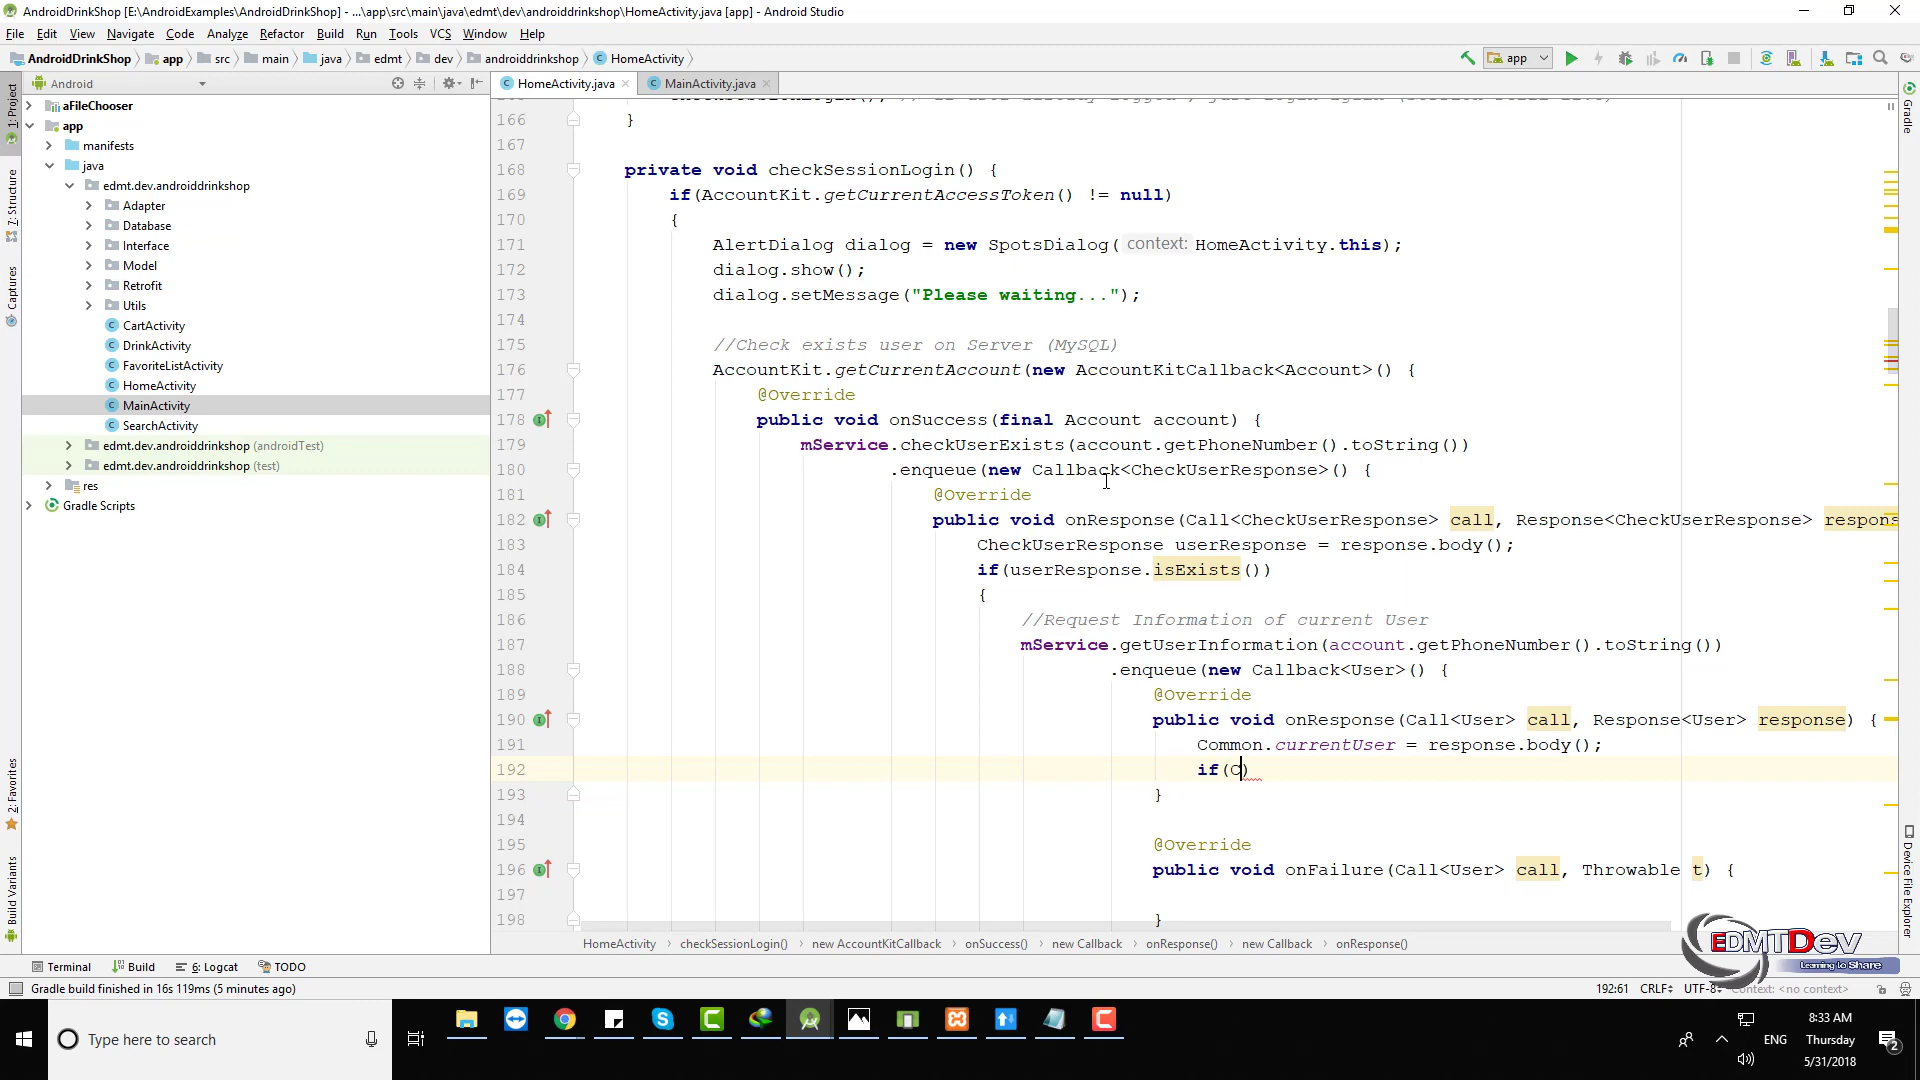 AndroidDrinkShop [E:\AndroidExamples\AndroidDrinkShop] - ...\app\src\main\java\edmt\dev\androiddrinkshop\HomeActivity.java [app] - Android Studio
File Edit View Navigate Code Analyze Refactor Build Run Tools VCS Window Help
AndroidDrinkShop app src main java edmt dev androiddrinkshop HomeActivity app
Android HomeActivity.java MainActivity.java
1: Project
7: Structure
Captures
2: Favorites
Build Variants
aFileChooser
app
manifests
java
edmt.dev.androiddrinkshop
Adapter
Database
Interface
Model
Retrofit
Utils
CartActivity
DrinkActivity
FavoriteListActivity
HomeActivity
MainActivity
SearchActivity
edmt.dev.androiddrinkshop (androidTest)
edmt.dev.androiddrinkshop (test)
res
Gradle Scripts
166 }
167
168 private void checkSessionLogin() {
169 if(AccountKit.getCurrentAccessToken() != null)
170 {
171 AlertDialog dialog = new SpotsDialog( context: HomeActivity.this);
172 dialog.show();
173 dialog.setMessage("Please waiting...");
174
175 //Check exists user on Server (MySQL)
176 AccountKit.getCurrentAccount(new AccountKitCallback<Account>() {
177 @Override
178 public void onSuccess(final Account account) {
179 mService.checkUserExists(account.getPhoneNumber().toString())
180 .enqueue(new Callback<CheckUserResponse>() {
181 @Override
182 public void onResponse(Call<CheckUserResponse> call, Response<CheckUserResponse> respons
183 CheckUserResponse userResponse = response.body();
184 if(userResponse.isExists())
185 {
186 //Request Information of current User
187 mService.getUserInformation(account.getPhoneNumber().toString())
188 .enqueue(new Callback<User>() {
189 @Override
190 public void onResponse(Call<User> call, Response<User> response) {
191 Common.currentUser = response.body();
192 if(C)
193 }
194
195 @Override
196 public void onFailure(Call<User> call, Throwable t) {
197
198 }
Gradle
Device File Explorer
HomeActivity checkSessionLogin() new AccountKitCallback onSuccess() new Callback onResponse() new Callback onResponse()
EDMTDev
Learning to Share
Terminal Build 6: Logcat TODO
Gradle build finished in 16s 119ms (5 minutes ago) 192:61 CRLF UTF-8 Context: <no context>
Type here to search
ENG
8:33 AM
Thursday
5/31/2018
2